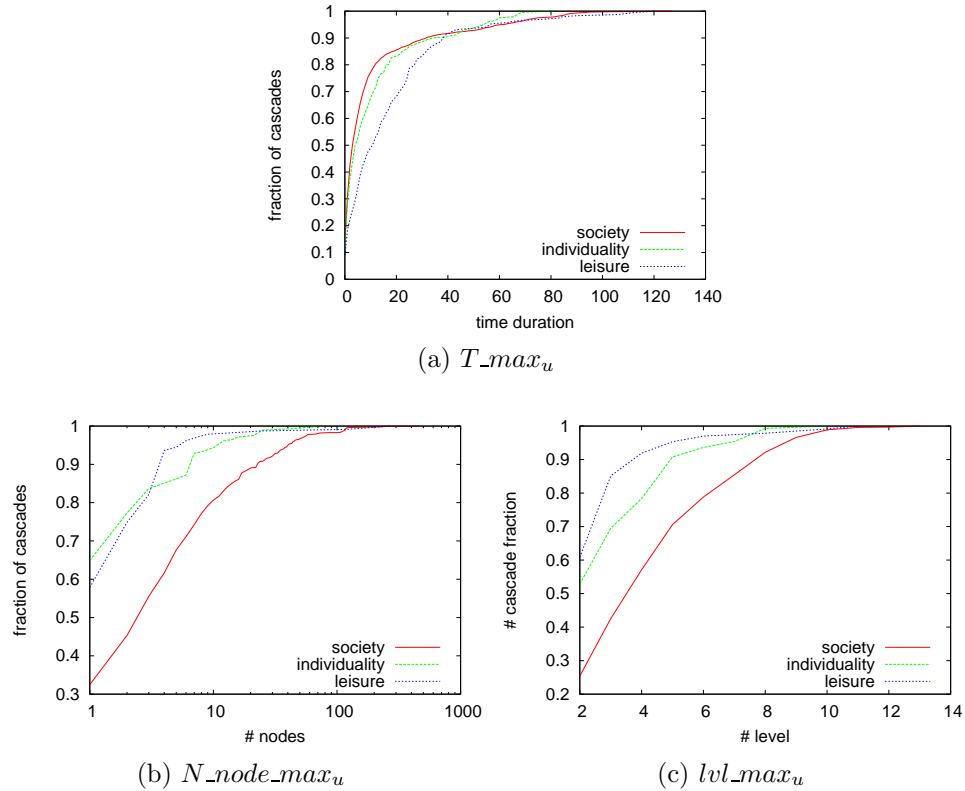 1
0.9
0.8
0.7
0.6
0.5
0.4
0.3
0.2
0.1
0
fraction of cascades
society
individuality
leisure
0 20 40 60 80 100 120 140
time duration
(a) T_max_u
1
0.9
0.8
0.7
0.6
0.5
0.4
0.3
fraction of cascades
society
individuality
leisure
1 10 100 1000
# nodes
(b) N_node_max_u
1
0.9
0.8
0.7
0.6
0.5
0.4
0.3
0.2
# cascade fraction
society
individuality
leisure
2 4 6 8 10 12 14
# level
(c) lvl_max_u